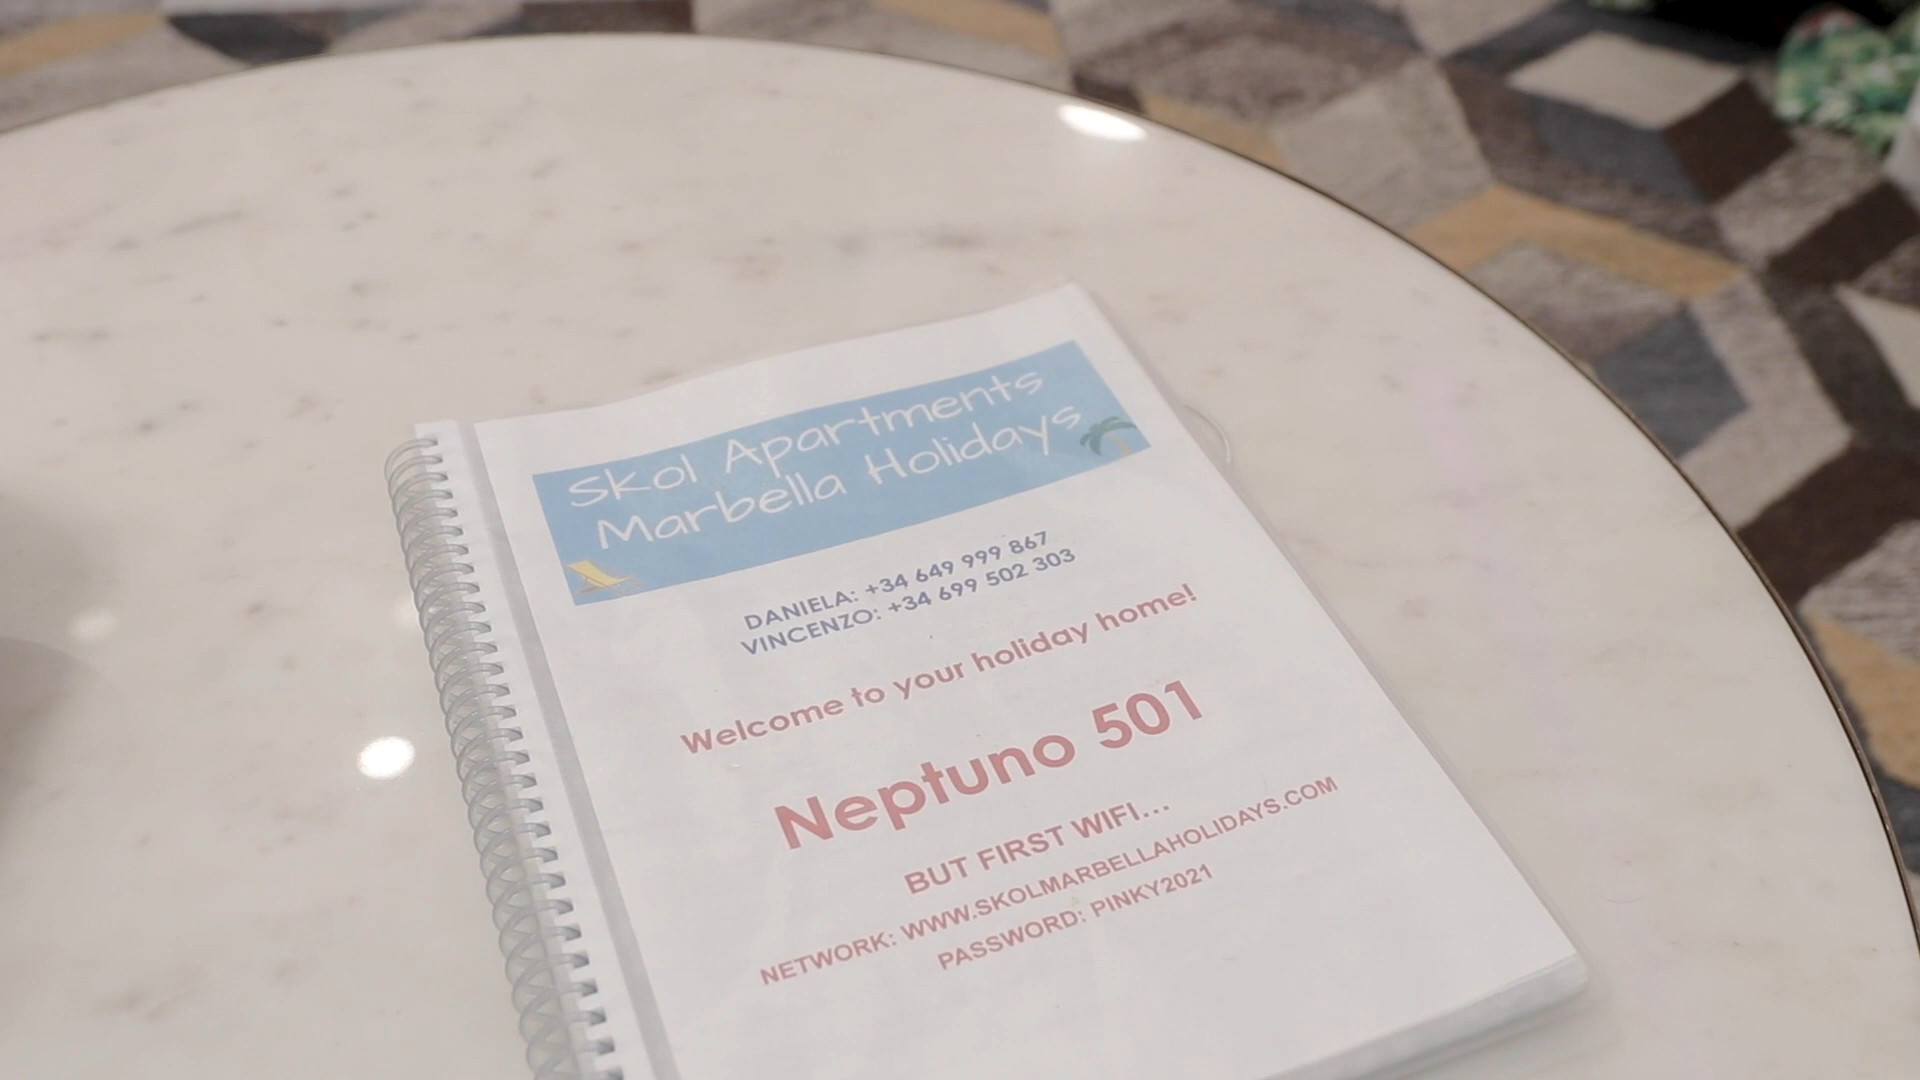 Skol Apartments
Marbella Holidays
DANIELA: +34 649 999 867
VINCENZO: +34 699 502 303
Welcome to your holiday home!
Neptuno 501
BUT FIRST WIFI...
NETWORK: WWW.SKOLMARBELLAHOLIDAYS.COM
PASSWORD: PINKY2021